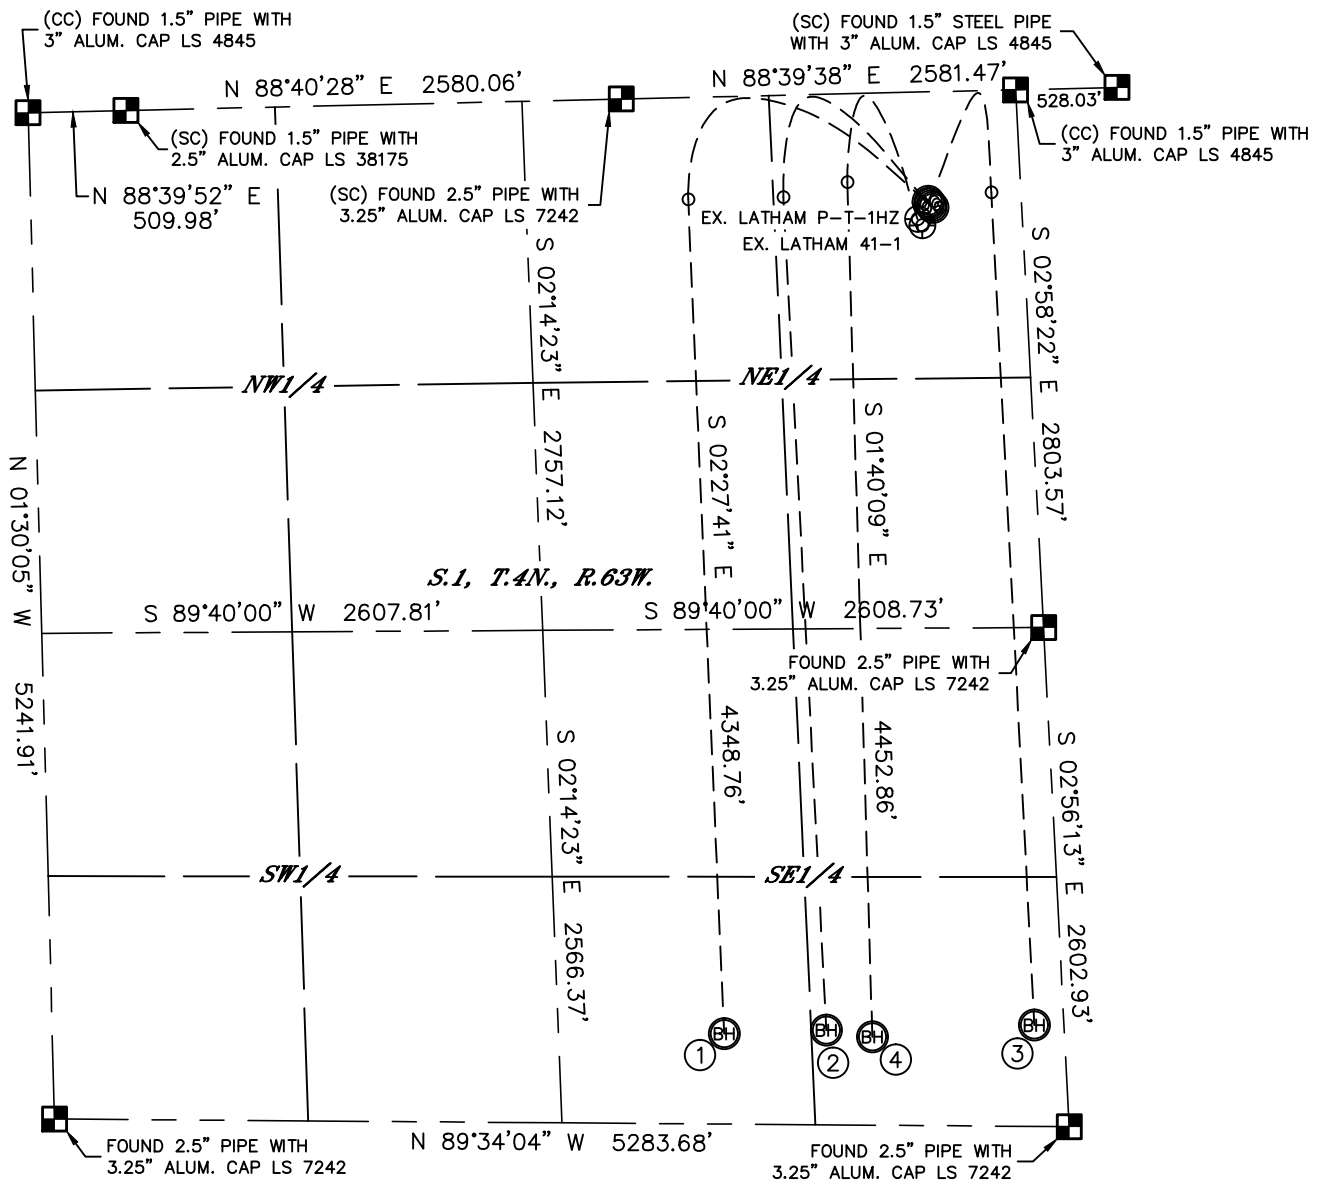 (CC) FOUND 1.5” PIPE WITH
3” ALUM. CAP LS 4845
(SC) FOUND 1.5” STEEL PIPE
WITH 3” ALUM. CAP LS 4845
N 88°40’28” E 2580.06’
N 88°39’38” E 2581.47’
528.03’
(SC) FOUND 1.5” PIPE WITH
2.5” ALUM. CAP LS 38175
(CC) FOUND 1.5” PIPE WITH
3” ALUM. CAP LS 4845
N 88°39’52” E
509.98’
(SC) FOUND 2.5” PIPE WITH
3.25” ALUM. CAP LS 7242
EX. LATHAM P-T-1HZ
EX. LATHAM 41-1
S 02°14’23” E 2757.12’
S 02°58’22” E 2803.57’
NW1/4
NE1/4
S 02°27’41” E 4348.76’
S 01°40’09” E 4452.86’
N 01°30’05” W 5241.91’
S.1, T.4N., R.63W.
S 89°40’00” W 2607.81’
S 89°40’00” W 2608.73’
FOUND 2.5” PIPE WITH
3.25” ALUM. CAP LS 7242
S 02°14’23” E 2566.37’
S 02°56’13” E 2602.93’
SW1/4
SE1/4
BH
BH
BH
BH
1
2
4
3
FOUND 2.5” PIPE WITH
3.25” ALUM. CAP LS 7242
N 89°34’04” W 5283.68’
FOUND 2.5” PIPE WITH
3.25” ALUM. CAP LS 7242